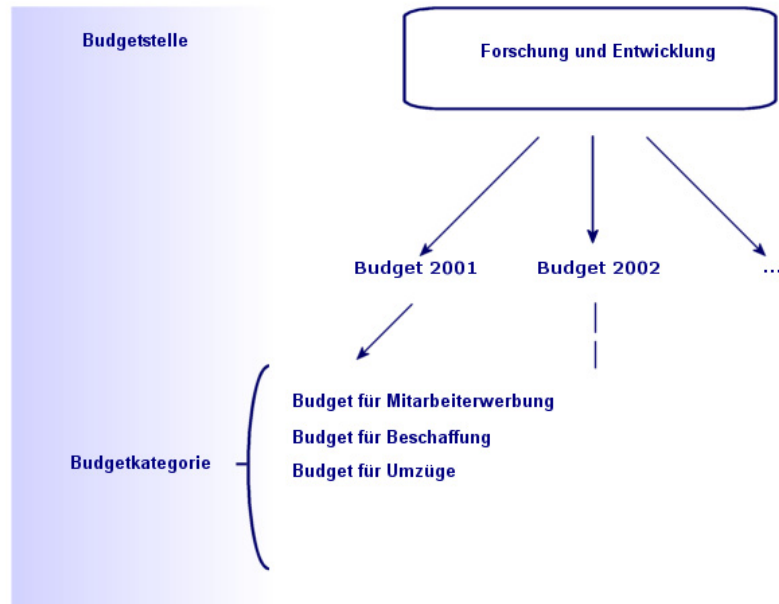 Budgetstelle
Forschung und Entwicklung
Budget 2001
Budget 2002
...
Budget für Mitarbeiterwerbung
Budget für Beschaffung
Budgetkategorie
Budget für Umzüge